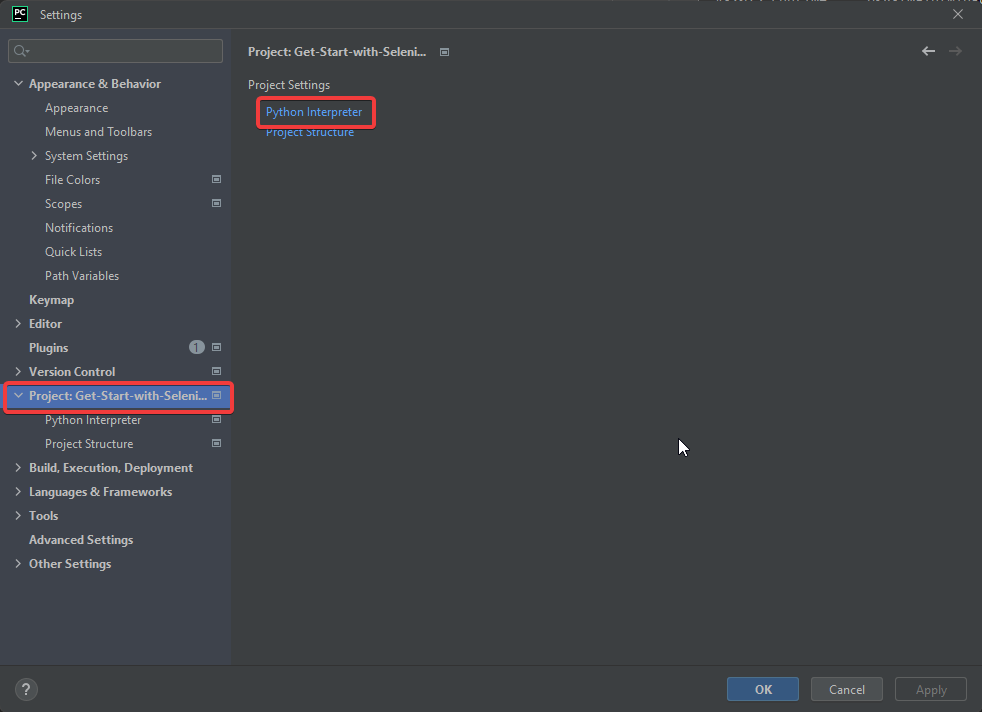 PC Settings
Appearance & Behavior
Appearance
Menus and Toolbars
System Settings
File Colors
Scopes
Notifications
Quick Lists
Path Variables
Keymap
Editor
Plugins 1
Version Control
Project: Get-Start-with-Seleni...
Python Interpreter
Project Structure
Build, Execution, Deployment
Languages & Frameworks
Tools
Advanced Settings
Other Settings
Project: Get-Start-with-Seleni...
Project Settings
Python Interpreter
Project Structure
?
OK Cancel Apply